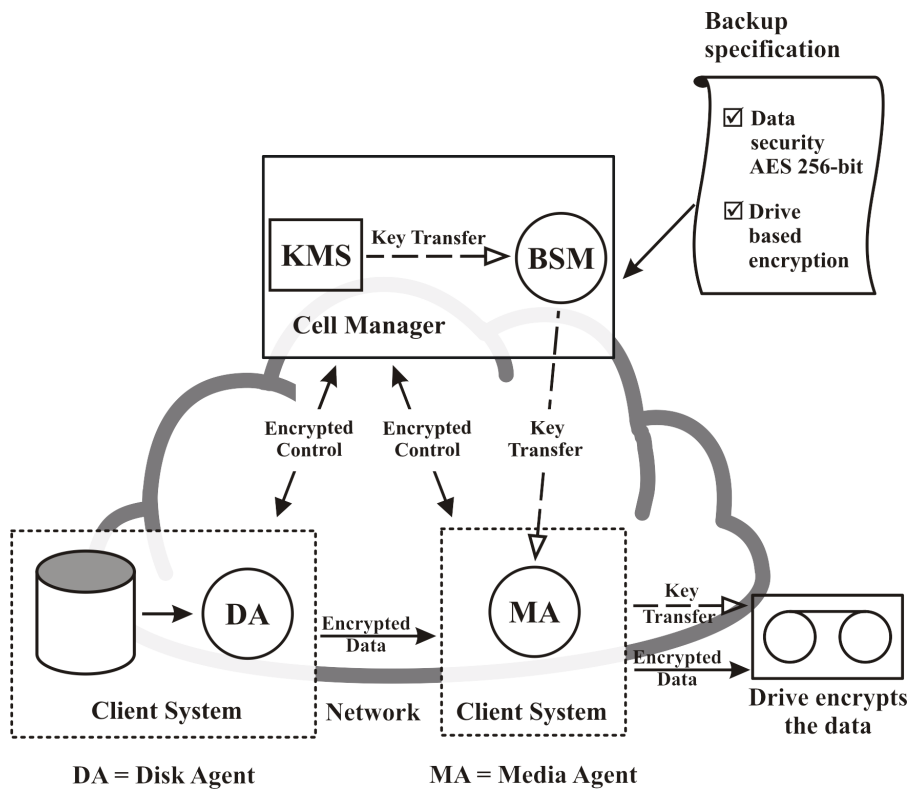 Backup
specification
Data
security
AES 256-bit
Drive
based
encryption
KMS
Key Transfer
BSM
Cell Manager
Encrypted
Control
Encrypted
Control
Key
Transfer
DA
Encrypted
Data
MA
Key
Transfer
Encrypted
Data
Client System
Network
Client System
Drive encrypts
the data
DA = Disk Agent
MA = Media Agent